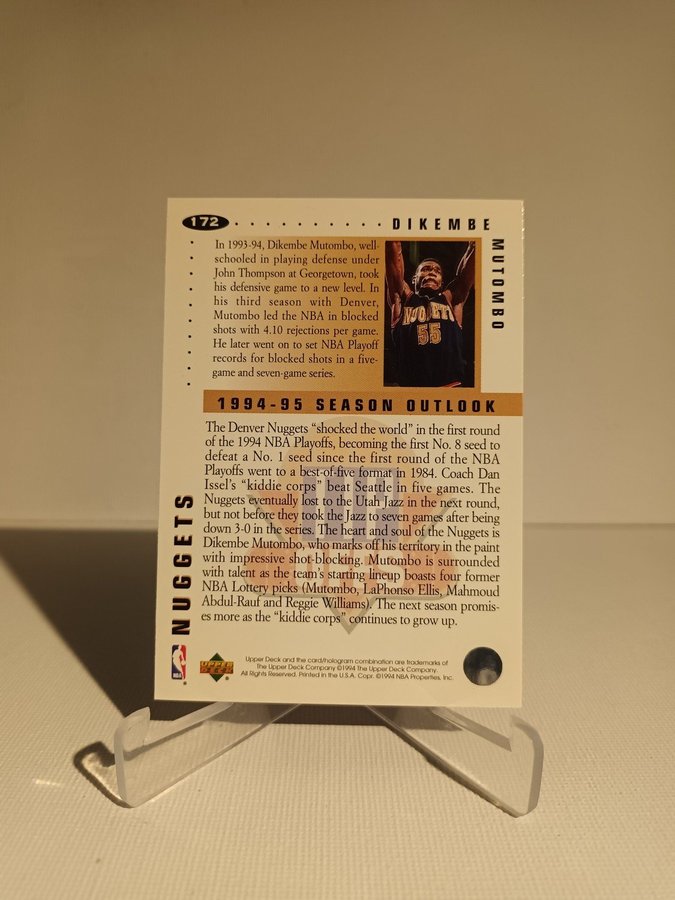 172
DIKEMBE
MUTOMBO
In 1993-94, Dikembe Mutombo, well-
schooled in playing defense under
John Thompson at Georgetown, took
his defensive game to a new level. In
his third season with Denver,
Mutombo led the NBA in blocked
shots with 4.10 rejections per game.
He later went on to set NBA Playoff
records for blocked shots in a five-
game and seven-game series.
NUGGETS
55
1994-95 SEASON OUTLOOK
The Denver Nuggets “shocked the world” in the first round
of the 1994 NBA Playoffs, becoming the first No. 8 seed to
defeat a No. 1 seed since the first round of the NBA
Playoffs went to a best-of-five format in 1984. Coach Dan
Issel's “kiddie corps” beat Seattle in five games. The
Nuggets eventually lost to the Utah Jazz in the next round,
but not before they took the Jazz to seven games after being
down 3-0 in the series. The heart and soul of the Nuggets is
Dikembe Mutombo, who marks off his territory in the paint
with impressive shot-blocking. Mutombo is surrounded
with talent as the team's starting lineup boasts four former
NBA Lottery picks (Mutombo, LaPhonso Ellis, Mahmoud
Abdul-Rauf and Reggie Williams). The next season promis-
es more as the “kiddie corps” continues to grow up.
NUGGETS
NBA
UPPER
DECK
Upper Deck and the card/hologram combination are trademarks of
The Upper Deck Company ©1994 The Upper Deck Company.
All Rights Reserved. Printed in the U.S.A. Copr. ©1994 NBA Properties, Inc.